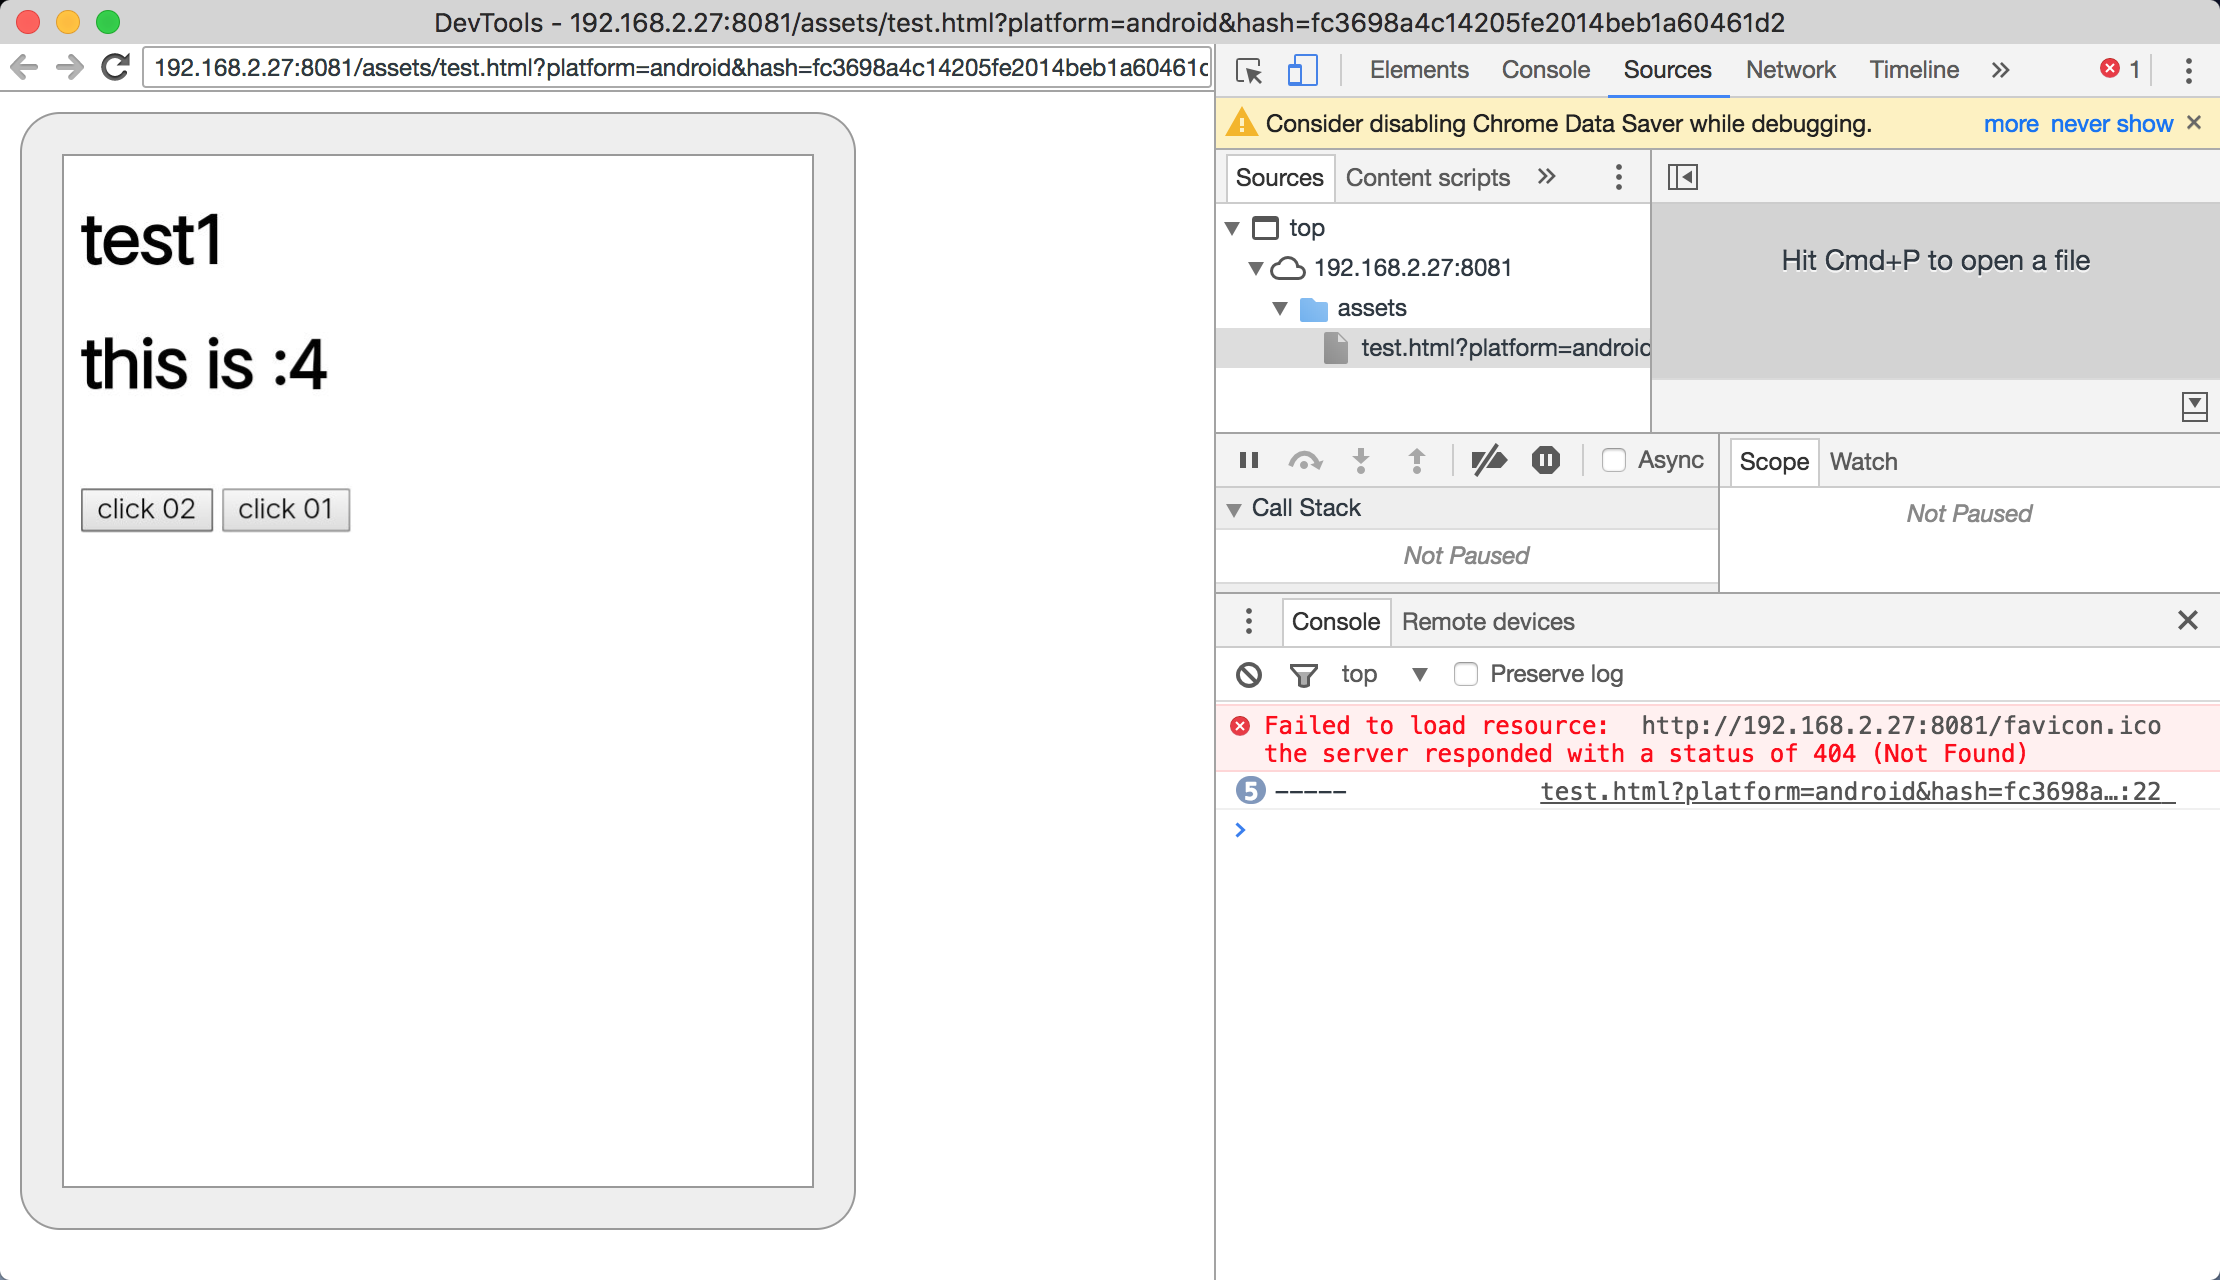 DevTools - 192.168.2.27:8081/assets/test.html?platform=android&hash=fc3698a4c14205fe2014beb1a60461d2
192.168.2.27:8081/assets/test.html?platform=android&hash=fc3698a4c14205fe2014beb1a60461
Elements Console Sources Network Timeline » 1
Consider disabling Chrome Data Saver while debugging. more never show ×
test1
this is :4
click 02 click 01
Sources Content scripts »
top
192.168.2.27:8081
assets
test.html?platform=android
Hit Cmd+P to open a file
Async
Scope Watch
Call Stack
Not Paused
Not Paused
Console Remote devices
top Preserve log
Failed to load resource: http://192.168.2.27:8081/favicon.ico
the server responded with a status of 404 (Not Found)
5 ----- test.html?platform=android&hash=fc3698a…:22